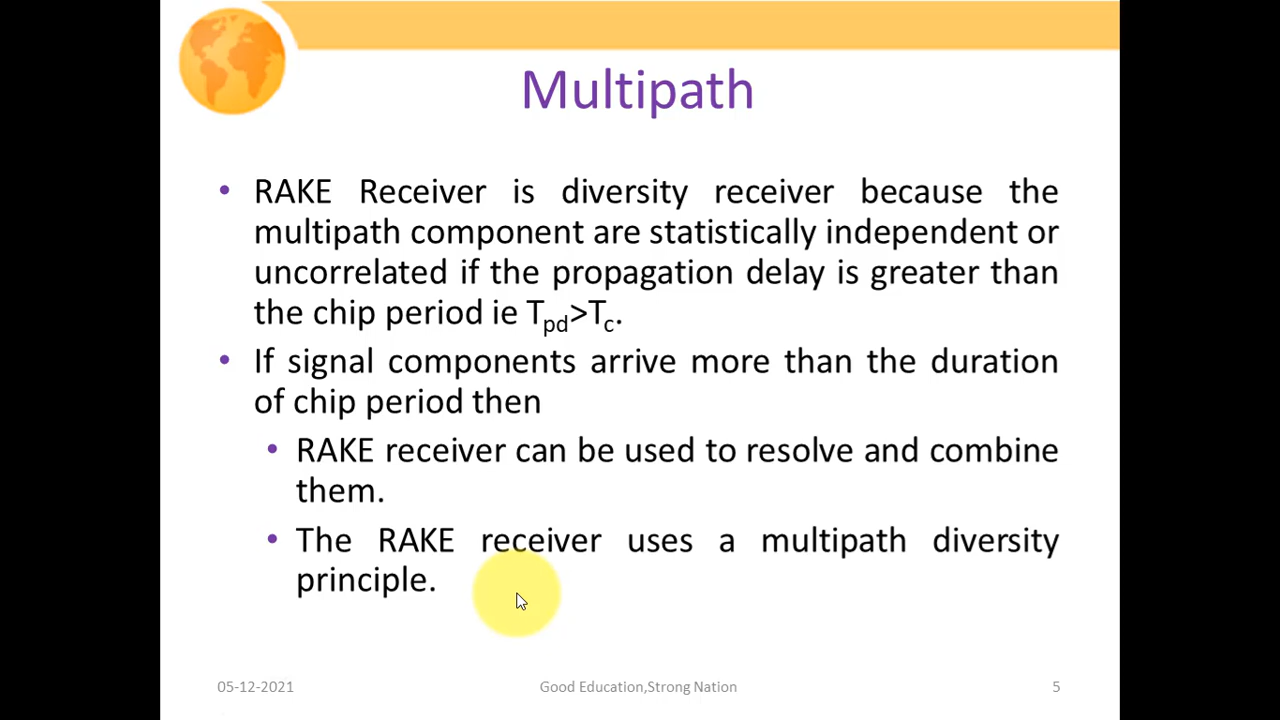 Multipath
• RAKE Receiver is diversity receiver because the
multipath component are statistically independent or
uncorrelated if the propagation delay is greater than
the chip period ie Tpd>Tc.
• If signal components arrive more than the duration
of chip period then
• RAKE receiver can be used to resolve and combine
them.
• The RAKE receiver uses a multipath diversity
principle.
05-12-2021 Good Education,Strong Nation 5